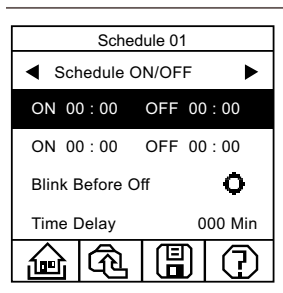 Schedule 01
Schedule ON/OFF
ON 00 : 00 OFF 00 : 00
ON 00 : 00 OFF 00 : 00
Blink Before Off
Time Delay 000 Min